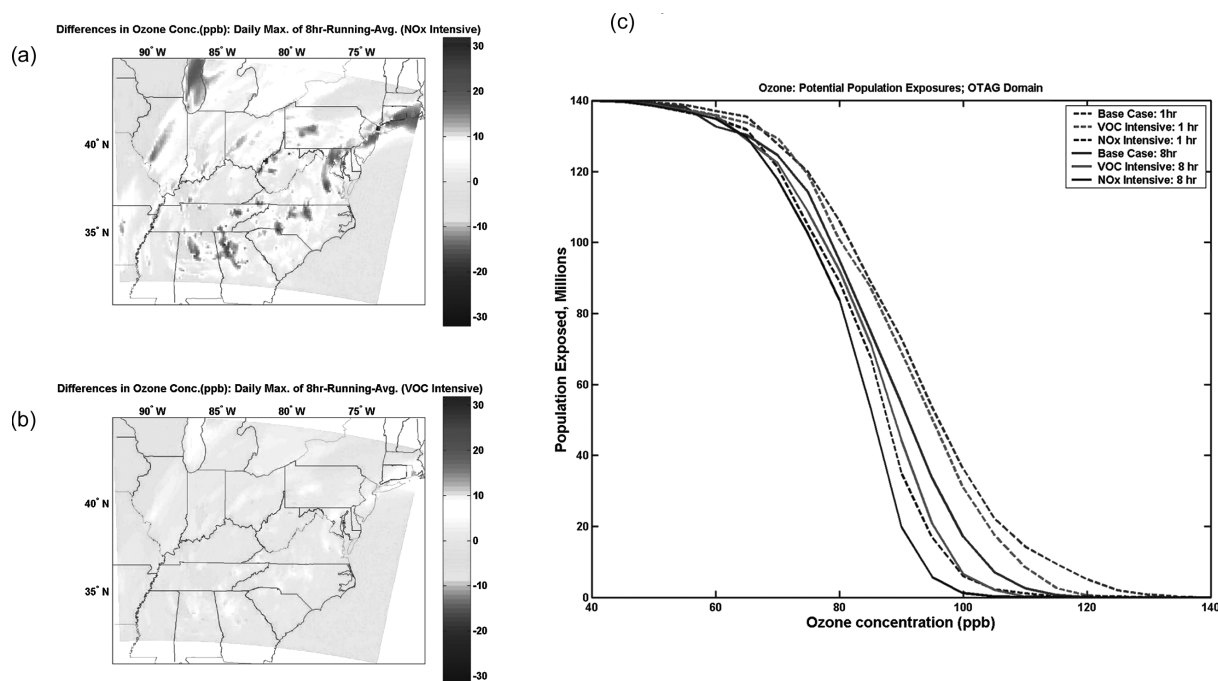 (a)
Differences in Ozone Conc.(ppb): Daily Max. of 8hr-Running-Avg. (NOx Intensive)
90° W 85° W 80° W 75° W
40° N
35° N
30
20
10
0
-10
-20
-30
(b)
Differences in Ozone Conc.(ppb): Daily Max. of 8hr-Running-Avg. (VOC Intensive)
90° W 85° W 80° W 75° W
40° N
35° N
30
20
10
0
-10
-20
-30
(c)
Ozone: Potential Population Exposures; OTAG Domain
Base Case: 1hr
VOC Intensive: 1 hr
NOx Intensive: 1 hr
Base Case: 8hr
VOC Intensive: 8 hr
NOx Intensive: 8 hr
Population Exposed, Millions
140
120
100
80
60
40
20
0
40 60 80 100 120 140
Ozone concentration (ppb)